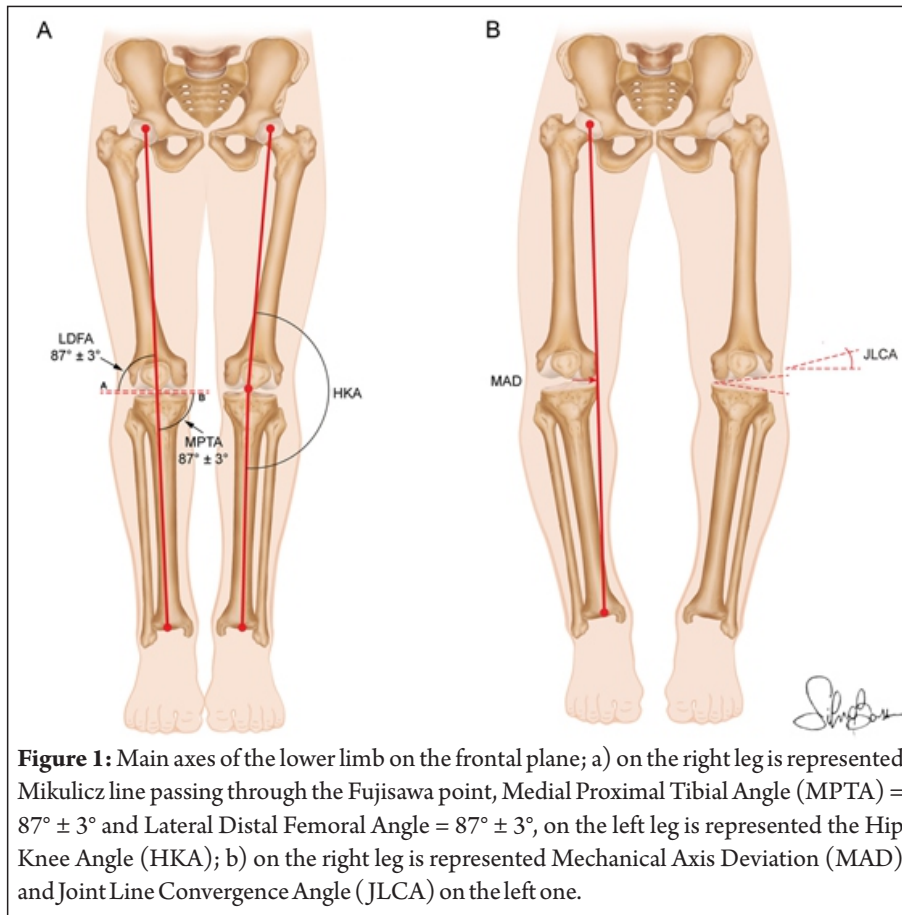 A
B
LDFA
87° ± 3°
A
B
MPTA
87° ± 3°
HKA
MAD
JLCA
Figure 1: Main axes of the lower limb on the frontal plane; a) on the right leg is represented
Mikulicz line passing through the Fujisawa point, Medial Proximal Tibial Angle (MPTA) =
87° ± 3° and Lateral Distal Femoral Angle = 87° ± 3°, on the left leg is represented the Hip
Knee Angle (HKA); b) on the right leg is represented Mechanical Axis Deviation (MAD)
and Joint Line Convergence Angle (JLCA) on the left one.